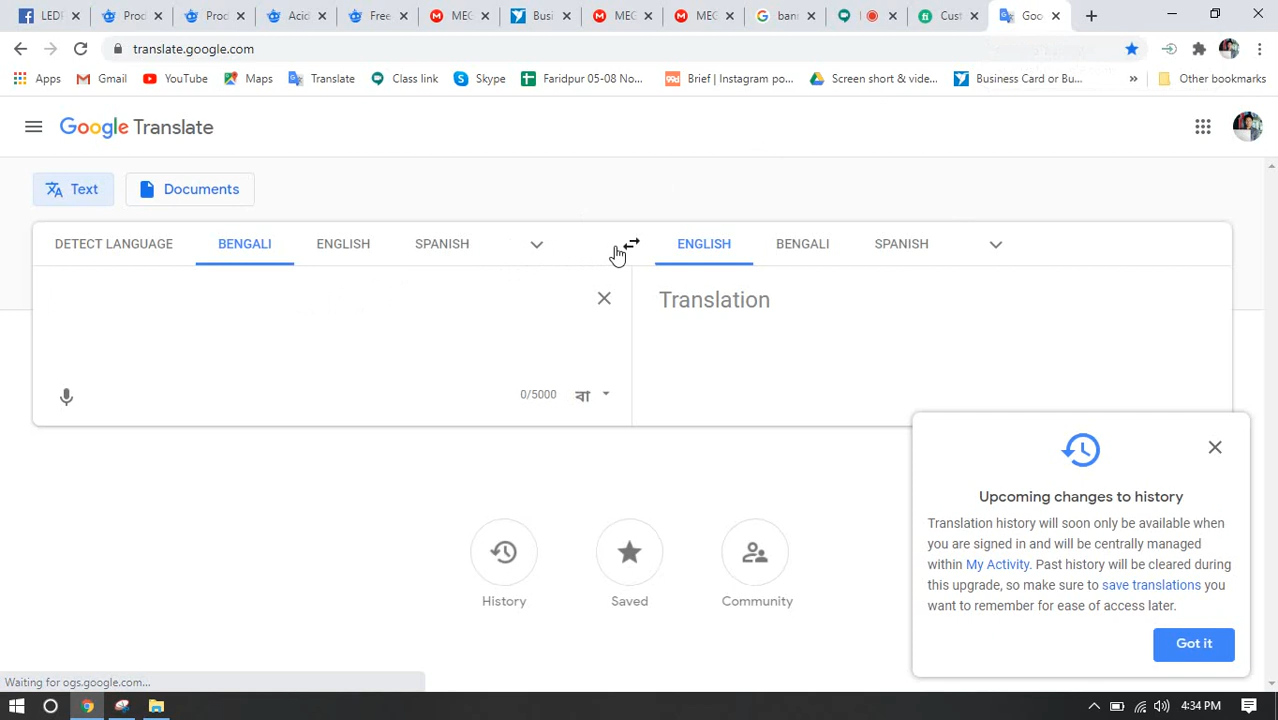 LEDI
Prod
Prod
Acid
Free
MEG
Busi
MEG
MEG
bann
Cust
Goo
translate.google.com
Apps
Gmail
YouTube
Maps
Translate
Class link
Skype
Faridpur 05-08 No...
Brief | Instagram po...
Screen short & vide...
Business Card or Bu...
»
Other bookmarks
Google Translate
Text
Documents
DETECT LANGUAGE
BENGALI
ENGLISH
SPANISH
ENGLISH
BENGALI
SPANISH
Translation
0/5000
বা
Upcoming changes to history
Translation history will soon only be available when
you are signed in and will be centrally managed
within My Activity. Past history will be cleared during
this upgrade, so make sure to save translations you
want to remember for ease of access later.
Got it
History
Saved
Community
Waiting for ogs.google.com...
4:34 PM